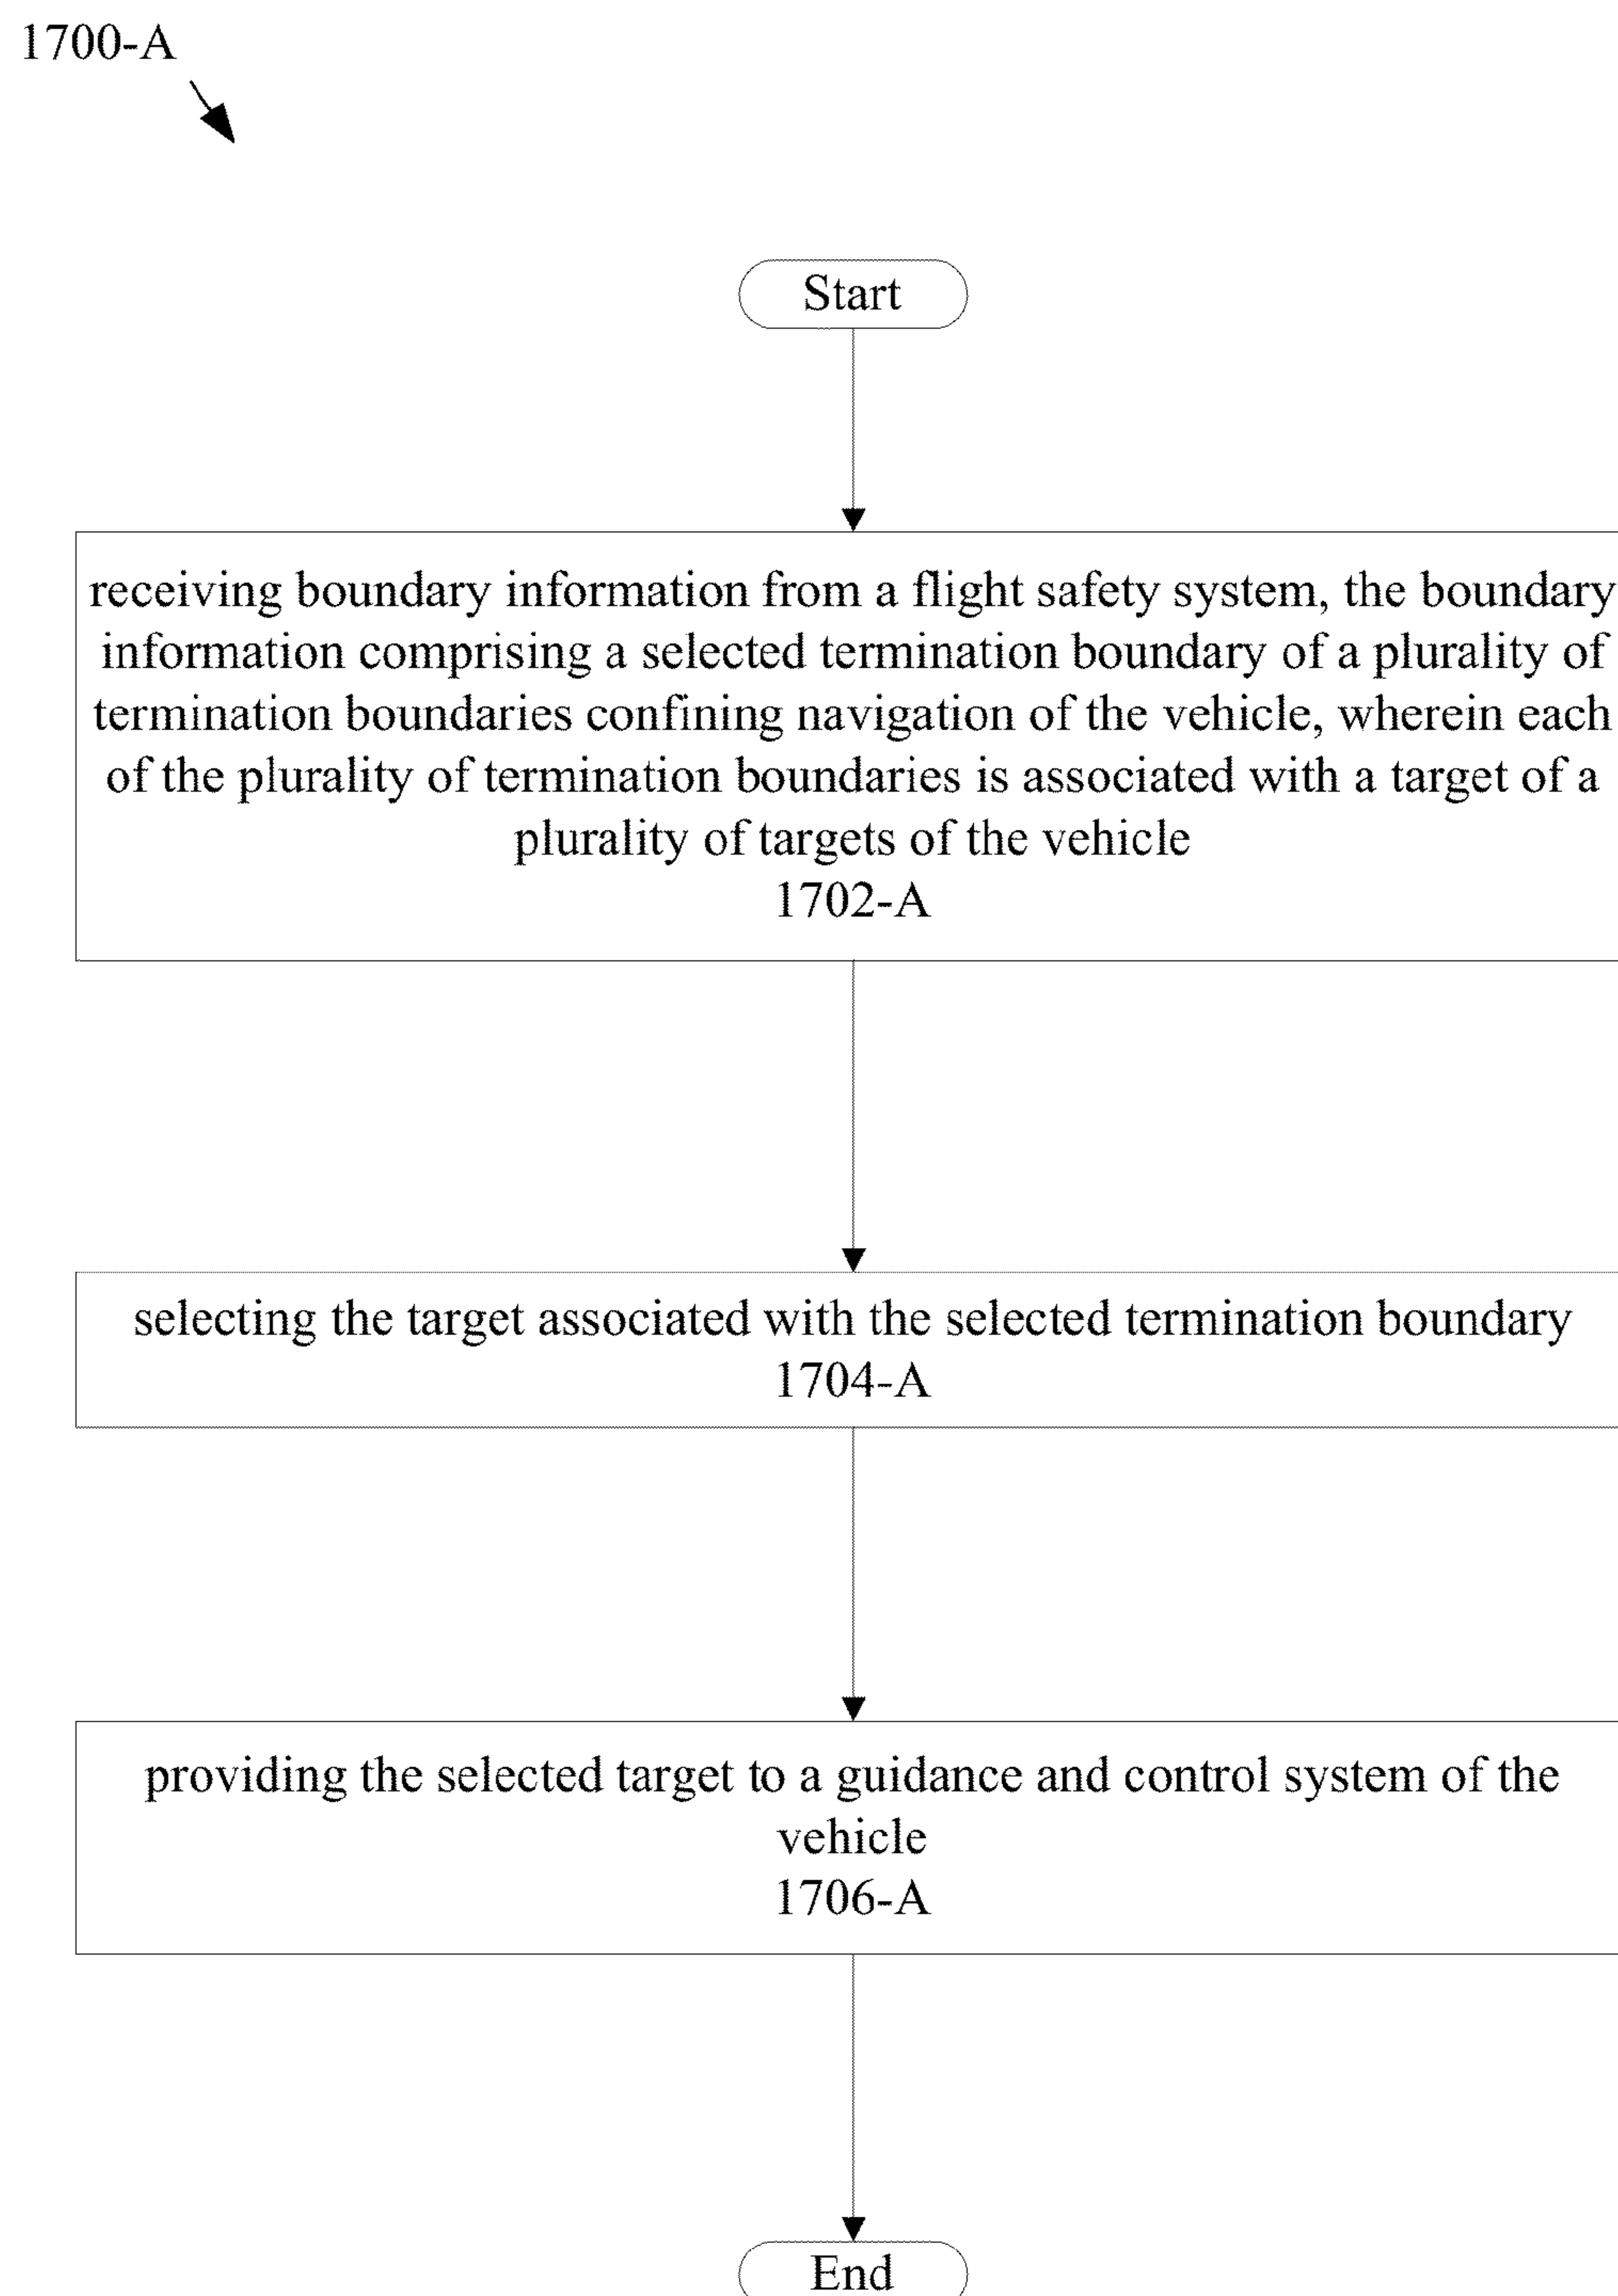 1700-A
Start
receiving boundary information from a flight safety system, the boundary
information comprising a selected termination boundary of a plurality of
termination boundaries confining navigation of the vehicle, wherein each
of the plurality of termination boundaries is associated with a target of a
plurality of targets of the vehicle
1702-A
selecting the target associated with the selected termination boundary
1704-A
providing the selected target to a guidance and control system of the
vehicle
1706-A
End